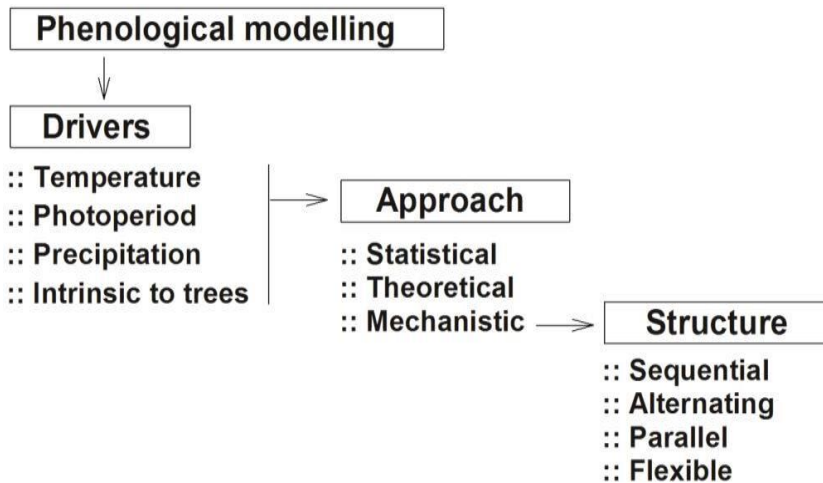 Phenological modelling
Drivers
:: Temperature
:: Photoperiod
:: Precipitation
:: Intrinsic to trees
Approach
:: Statistical
:: Theoretical
:: Mechanistic
Structure
:: Sequential
:: Alternating
:: Parallel
:: Flexible